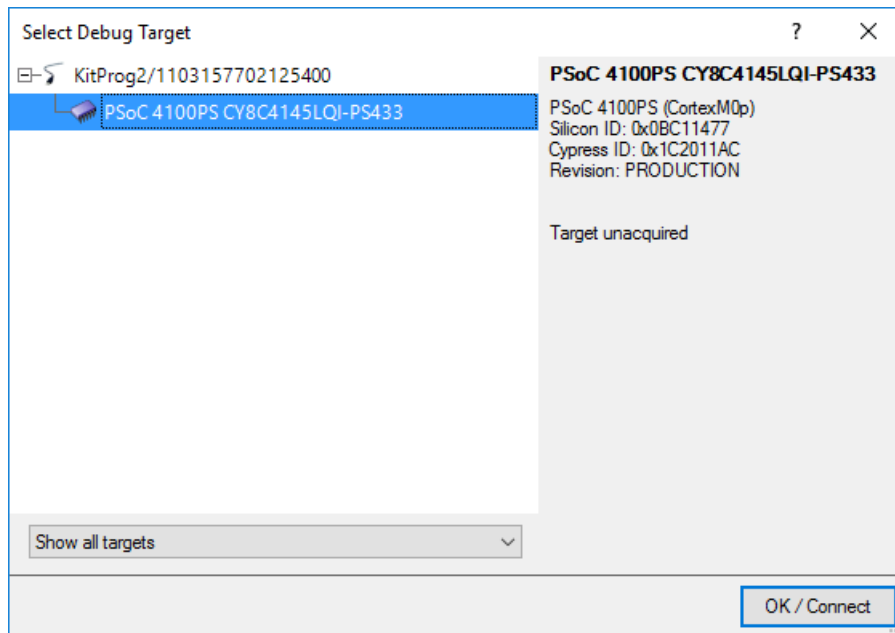 Select Debug Target
?
KitProg2/1103157702125400
PSoC 4100PS CY8C4145LQI-PS433
PSoC 4100PS CY8C4145LQI-PS433
PSoC 4100PS (CortexM0p)
Silicon ID: 0x0BC11477
Cypress ID: 0x1C2011AC
Revision: PRODUCTION
Target unacquired
Show all targets
OK / Connect